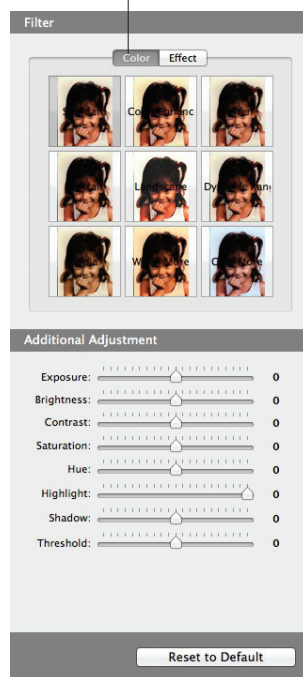 Filter
Color Effect
Landscape
Additional Adjustment
Exposure: 0
Brightness: 0
Contrast: 0
Saturation: 0
Hue: 0
Highlight: 0
Shadow: 0
Threshold: 0
Reset to Default